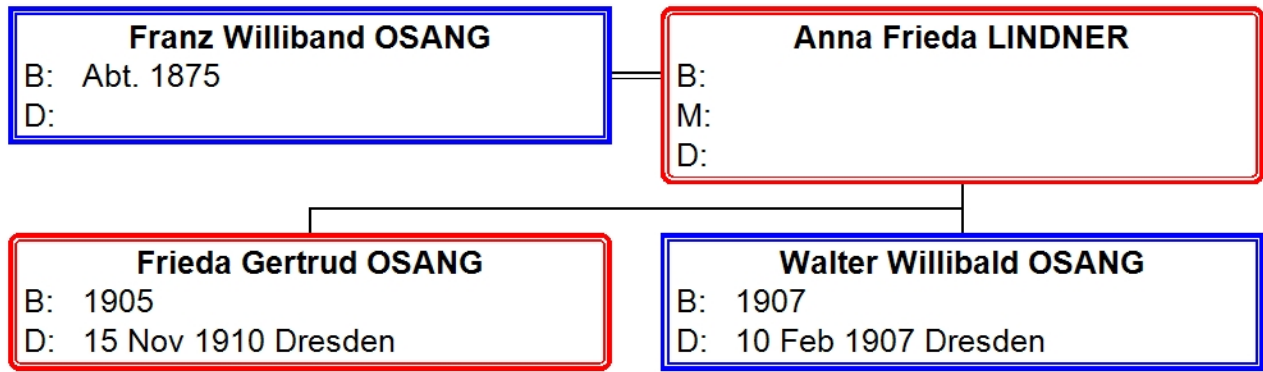 Franz Williband OSANG
B: Abt. 1875
D:
Anna Frieda LINDNER
B:
M:
D:
Frieda Gertrud OSANG
B: 1905
D: 15 Nov 1910 Dresden
Walter Willibald OSANG
B: 1907
D: 10 Feb 1907 Dresden